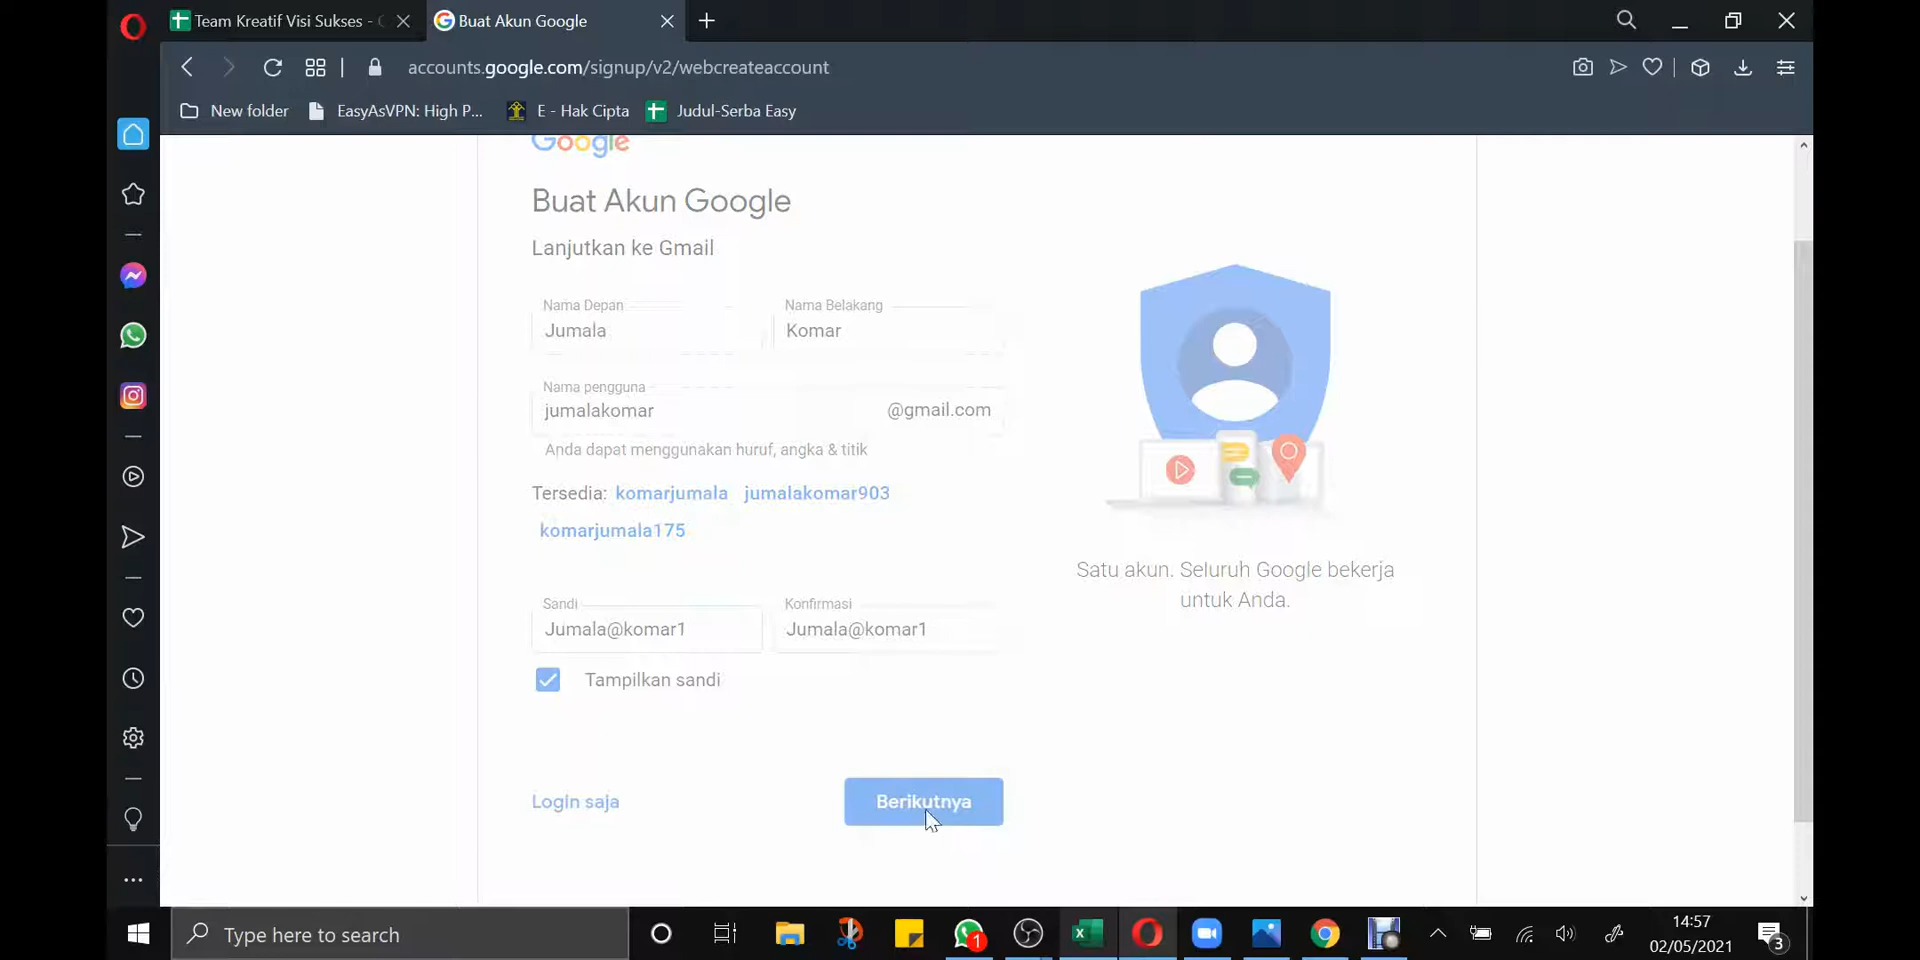 Team Kreatif Visi Sukses -
Buat Akun Google
accounts.google.com/signup/v2/webcreateaccount
New folder
EasyAsVPN: High P...
E - Hak Cipta
Judul-Serba Easy
Google
Buat Akun Google
Lanjutkan ke Gmail
Nama Depan
Nama Belakang
Jumala
Komar
Nama pengguna
jumalakomar
@gmail.com
Anda dapat menggunakan huruf, angka & titik
Tersedia: komarjumala jumalakomar903
komarjumala175
Sandi
Konfirmasi
Jumala@komar1
Jumala@komar1
Tampilkan sandi
Login saja
Berikutnya
Satu akun. Seluruh Google bekerja
untuk Anda.
Type here to search
1
14:57
02/05/2021
3